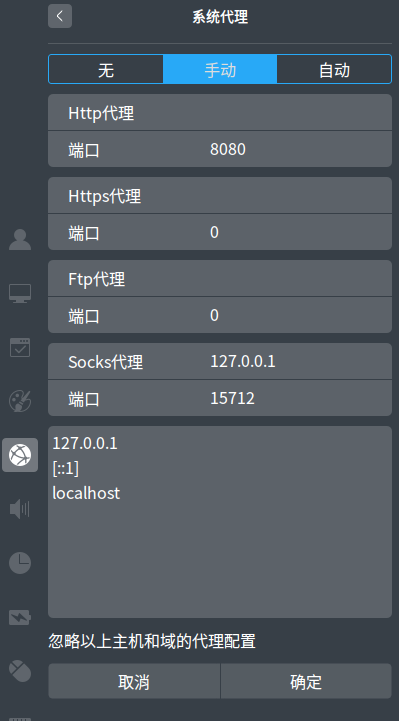 系统代理
无 手动 自动
Http代理
端口 8080
Https代理
端口 0
Ftp代理
端口 0
Socks代理 127.0.0.1
端口 15712
127.0.0.1
[::1]
localhost
忽略以上主机和域的代理配置
取消 确定